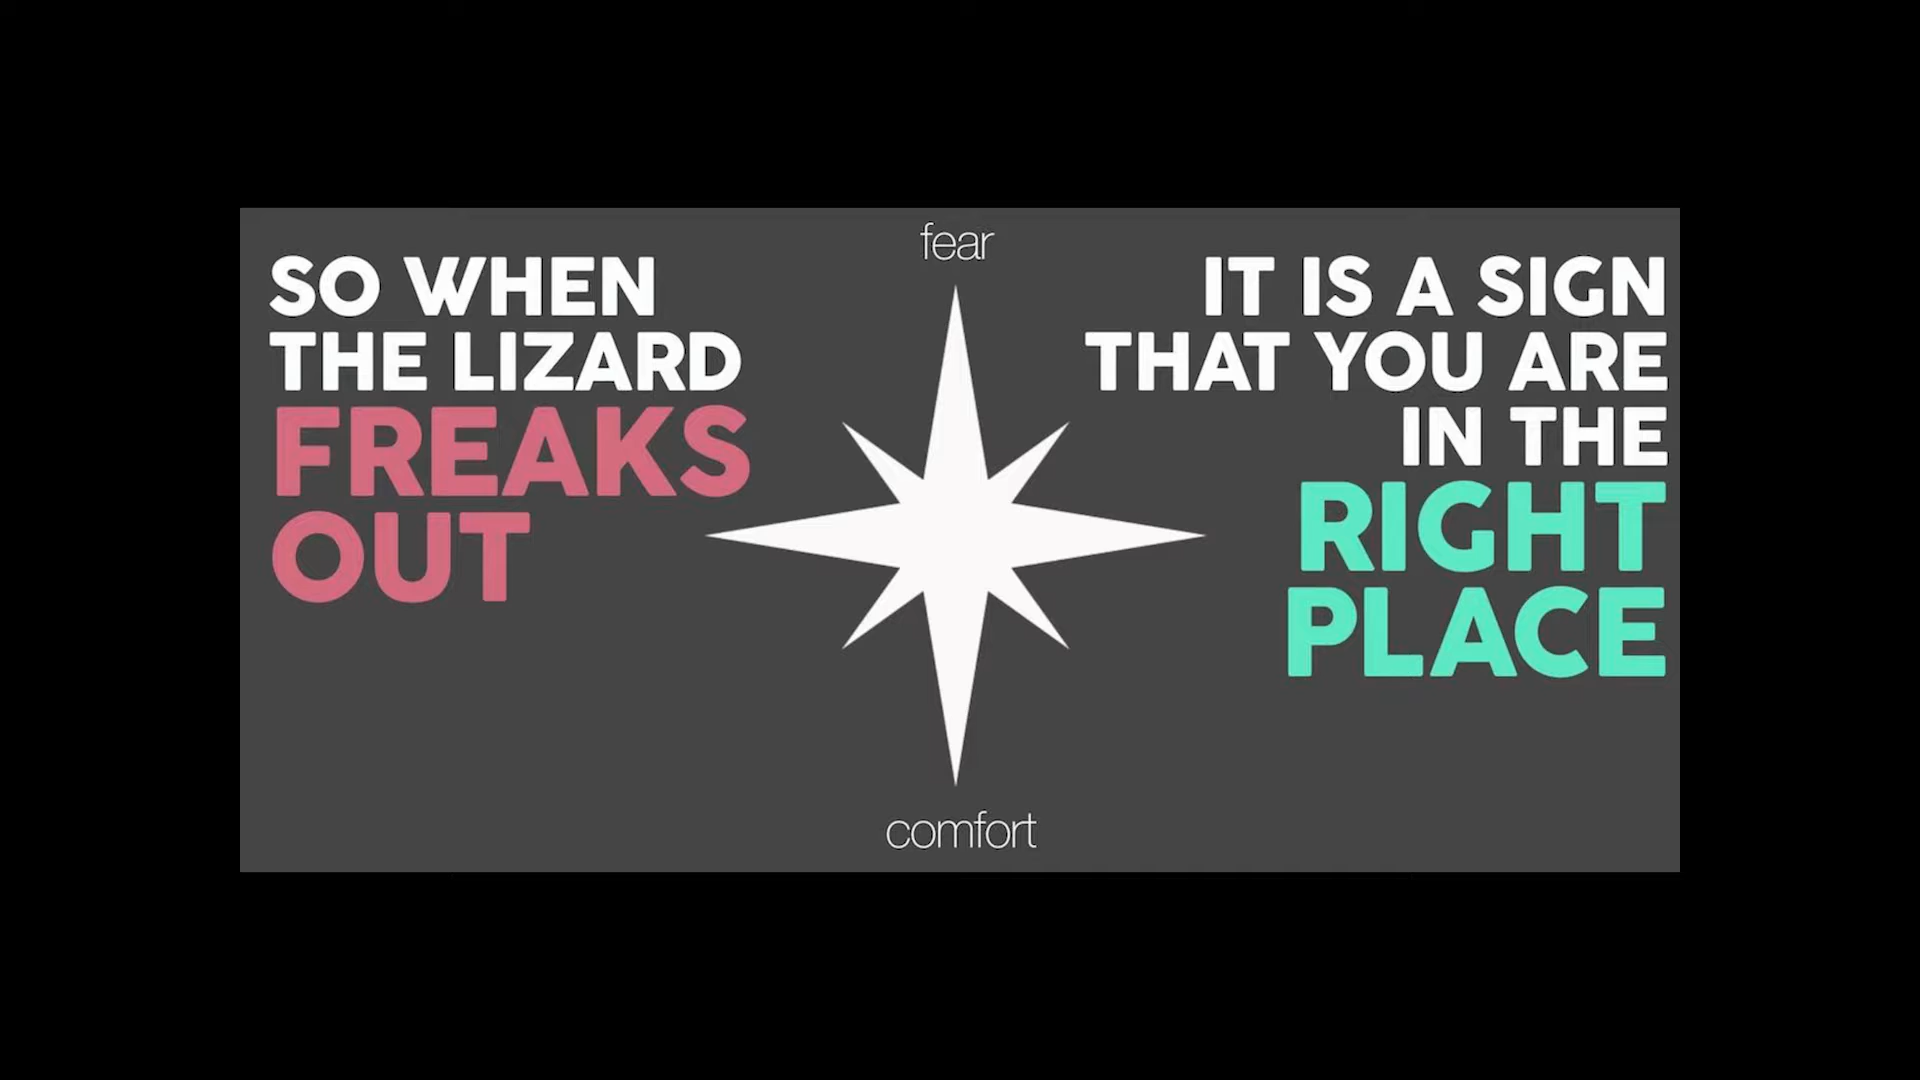 fear
SO WHEN
THE LIZARD
FREAKS
OUT
IT IS A SIGN
THAT YOU ARE
IN THE
RIGHT
PLACE
comfort